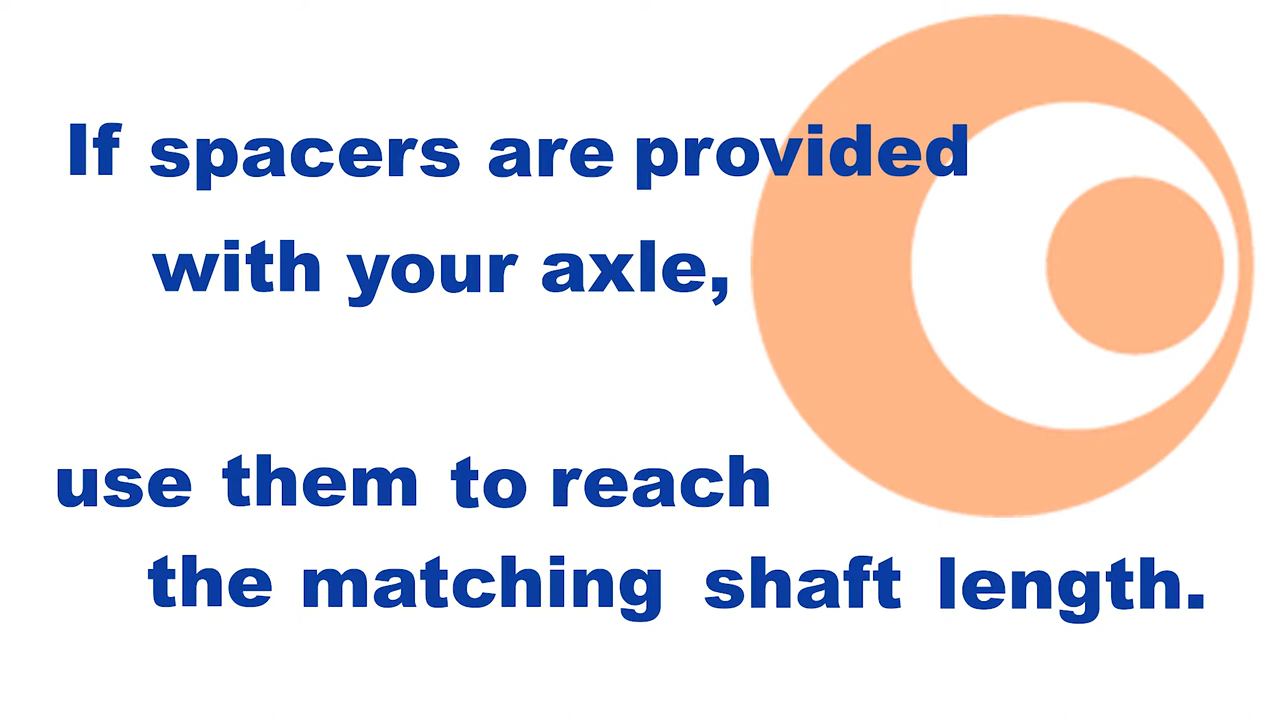 If spacers are provided
with your axle,
use them to reach
the matching shaft length.